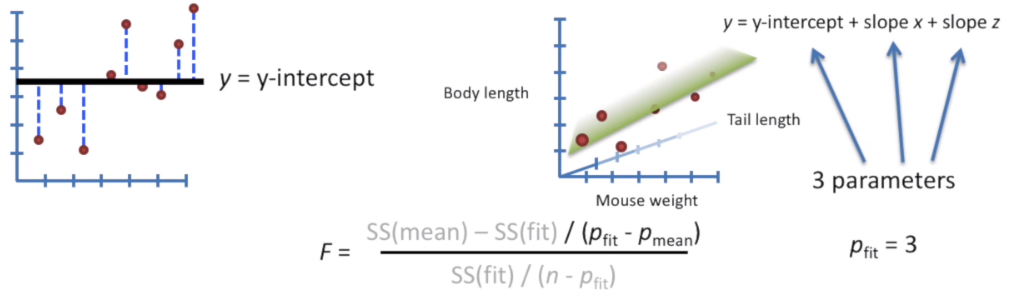 y = y-intercept
y = y-intercept + slope x + slope z
Body length
Tail length
Mouse weight
3 parameters
F = SS(mean) – SS(fit) / (pfit - pmean)
SS(fit) / (n - pfit)
pfit = 3